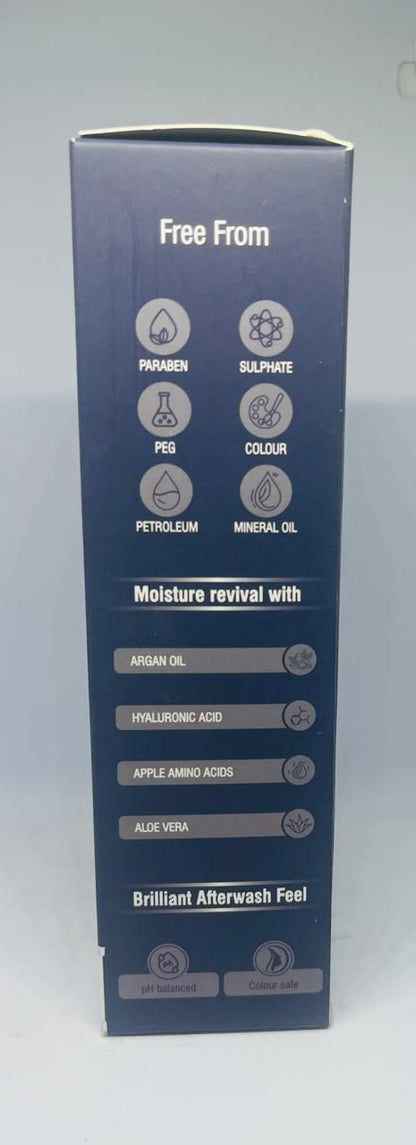 Free From
PARABEN SULPHATE
PEG COLOUR
PETROLEUM MINERAL OIL
Moisture revival with
ARGAN OIL
HYALURONIC ACID
APPLE AMINO ACIDS
ALOE VERA
Brilliant Afterwash Feel
pH
pH balanced Colour safe